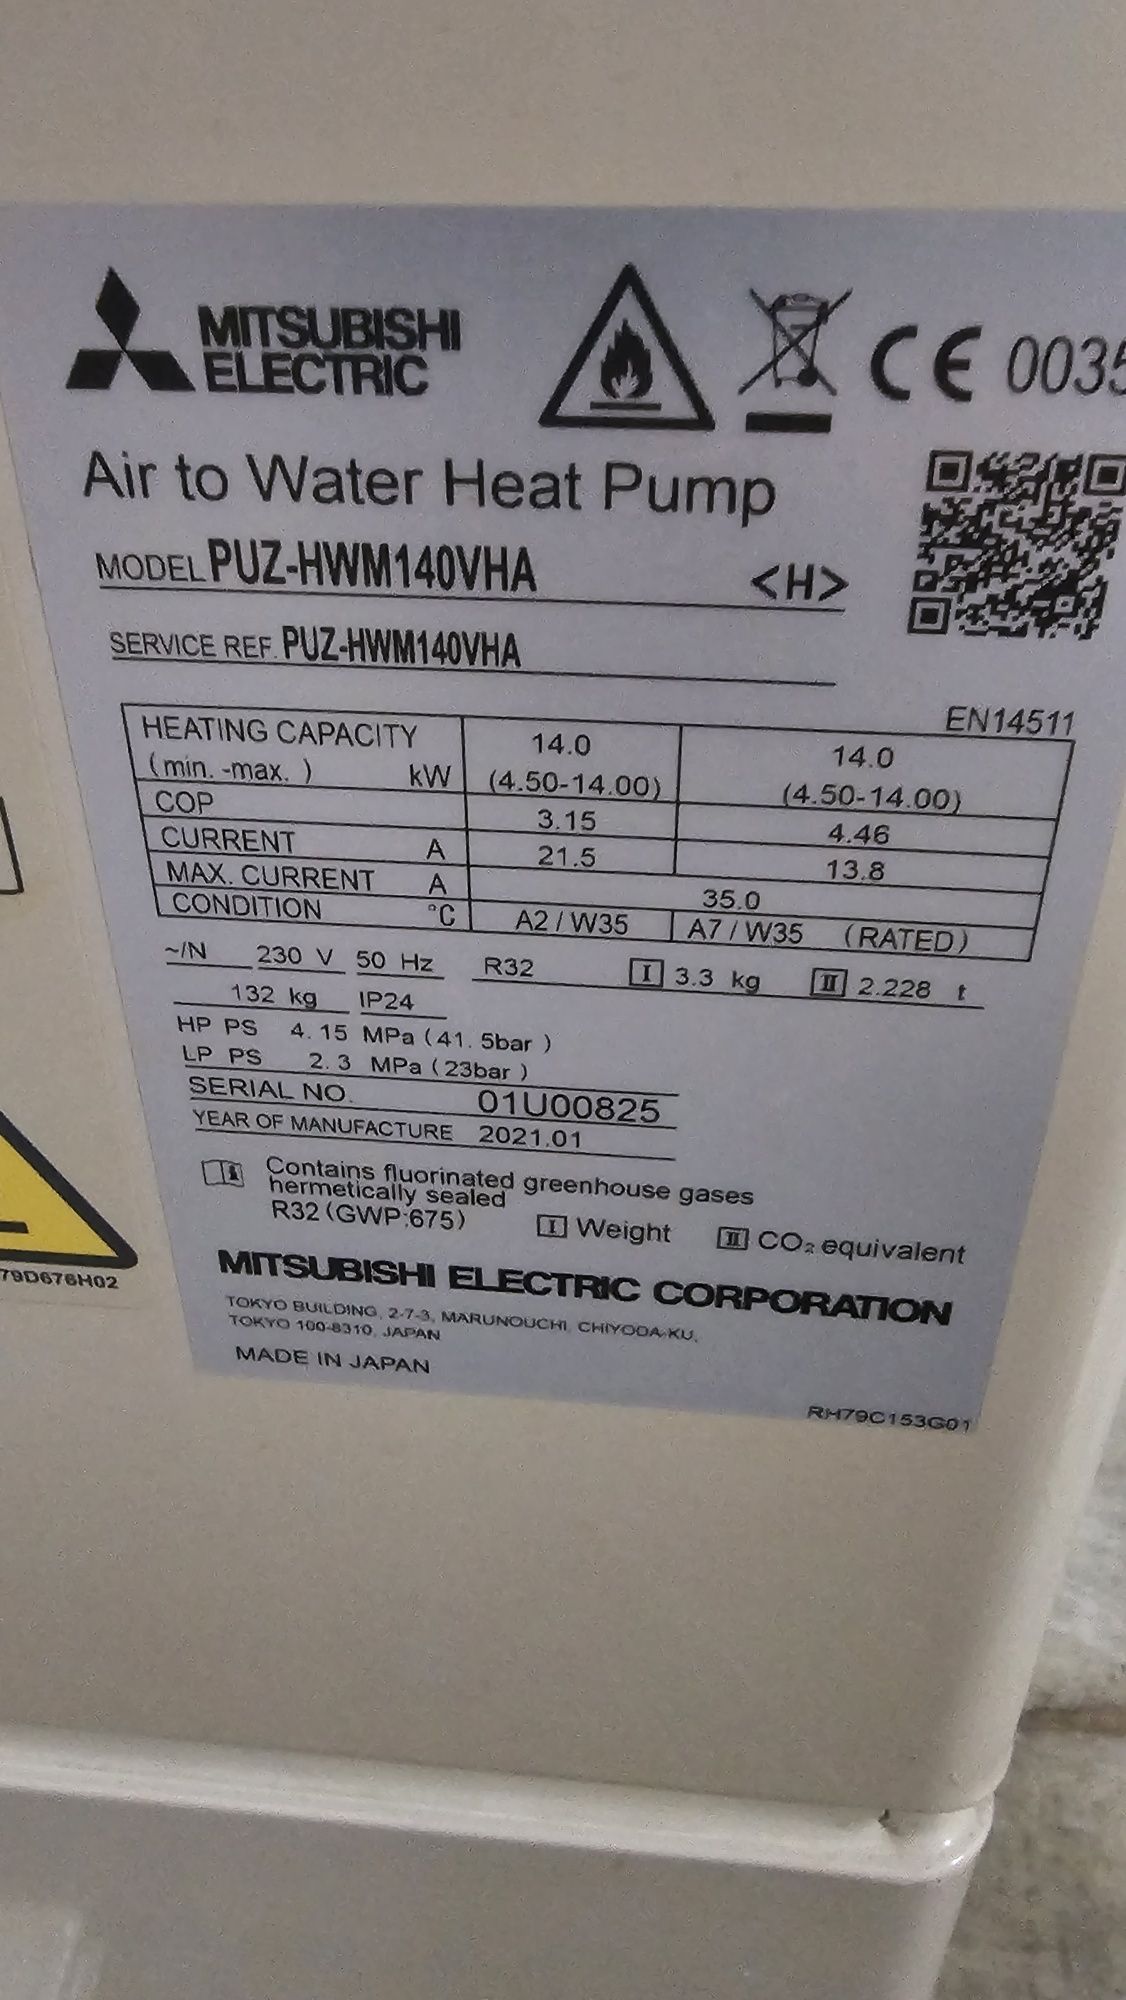 MITSUBISHI
ELECTRIC
CE 0035
Air to Water Heat Pump
MODEL PUZ-HWM140VHA <H>
SERVICE REF. PUZ-HWM140VHA
EN14511
HEATING CAPACITY
(min. -max. ) kW 14.0 (4.50-14.00) 14.0 (4.50-14.00)
COP 3.15 4.46
CURRENT A 21.5 13.8
MAX. CURRENT A 35.0
CONDITION °C A2 / W35 A7 / W35 (RATED)
~/N 230 V 50 Hz R32 I 3.3 kg II 2.228 t
132 kg IP24
HP PS 4.15 MPa (41.5bar )
LP PS 2.3 MPa (23bar )
SERIAL NO. 01U00825
YEAR OF MANUFACTURE 2021.01
Contains fluorinated greenhouse gases
hermetically sealed
R32 (GWP:675) I Weight II CO₂ equivalent
MITSUBISHI ELECTRIC CORPORATION
TOKYO BUILDING, 2-7-3, MARUNOUCHI, CHIYODA-KU,
TOKYO 100-8310, JAPAN
MADE IN JAPAN
RH79C153G01
79D676H02